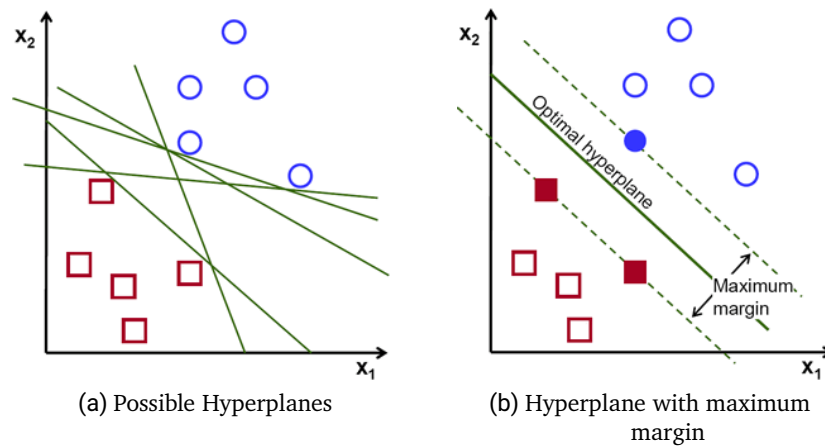 x2
x1
(a) Possible Hyperplanes
x2
Optimal hyperplane
Maximum
margin
x1
(b) Hyperplane with maximum
margin